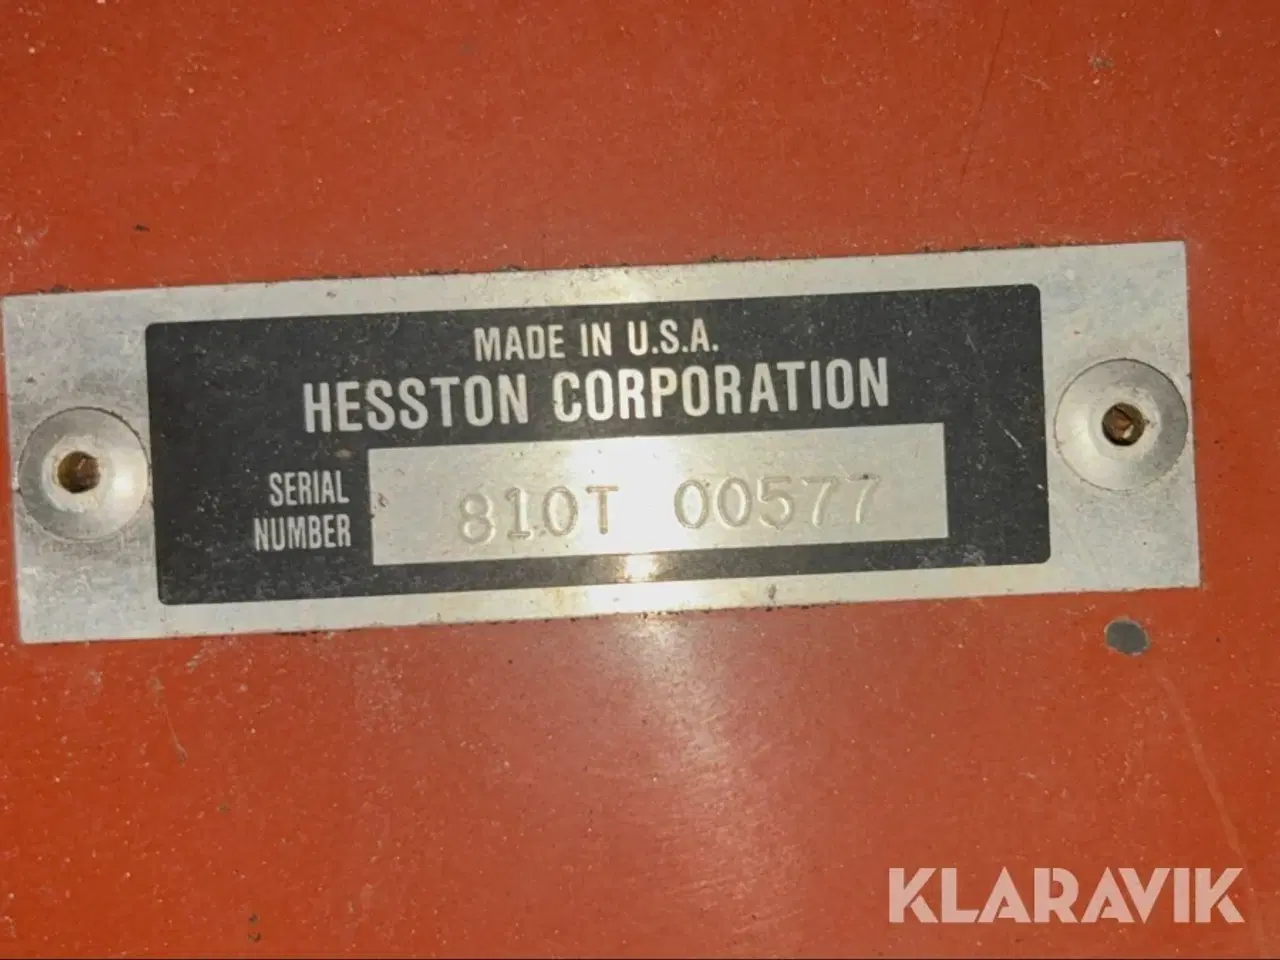 MADE IN U.S.A.
HESSTON CORPORATION
SERIAL
NUMBER
810T 00577
KLARAVIK